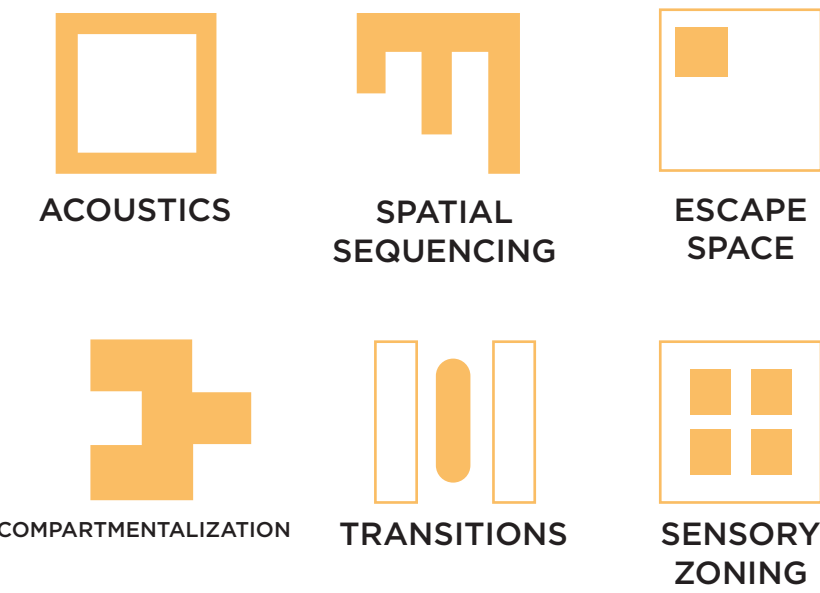 ACOUSTICS
SPATIAL
SEQUENCING
ESCAPE
SPACE
COMPARTMENTALIZATION
TRANSITIONS
SENSORY
ZONING